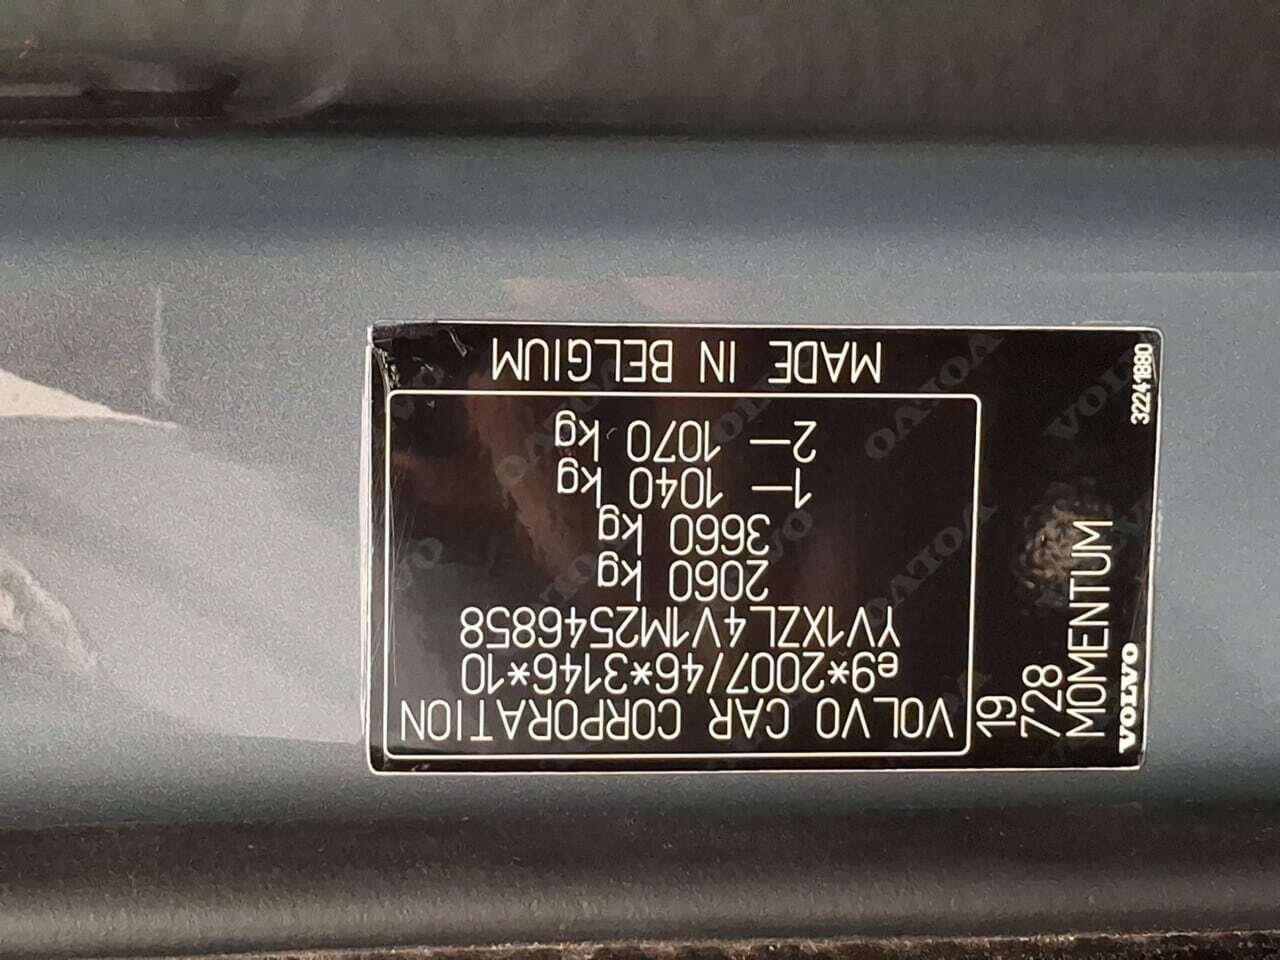 VOLVO CAR CORPORATION
e9*2007/46*3146*10
YV1XZL4V1M2546858
2060 kg
3660 kg
1— 1040 kg
2— 1070 kg
MADE IN BELGIUM
19
728
MOMENTUM
VOLVO
32241880